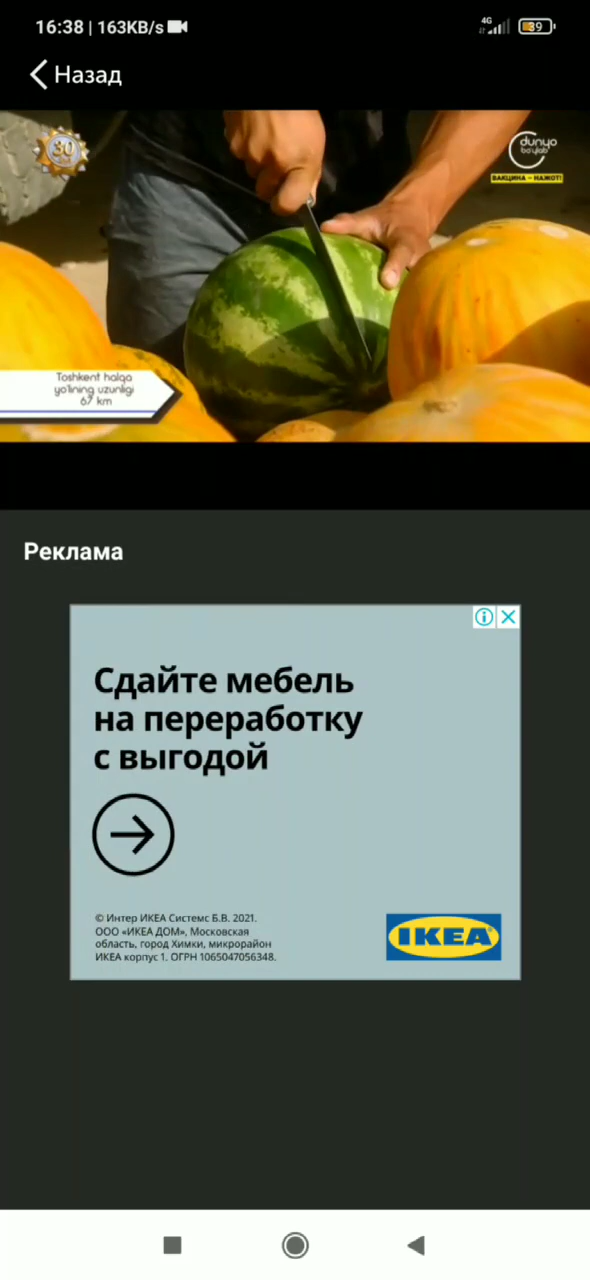 16:38 | 163KB/s
4G
39
Назад
30
dunyo
bo'ylab
ВАКЦИНА – НАЖОТ!
Toshkent halqa
yo'lining uzunligi
67 km
Реклама
Сдайте мебель
на переработку
с выгодой
© Интер ИКЕА Системс Б.В. 2021.
ООО «ИКЕА ДОМ», Московская
область, город Химки, микрорайон
ИКЕА корпус 1. ОГРН 1065047056348.
IKEA